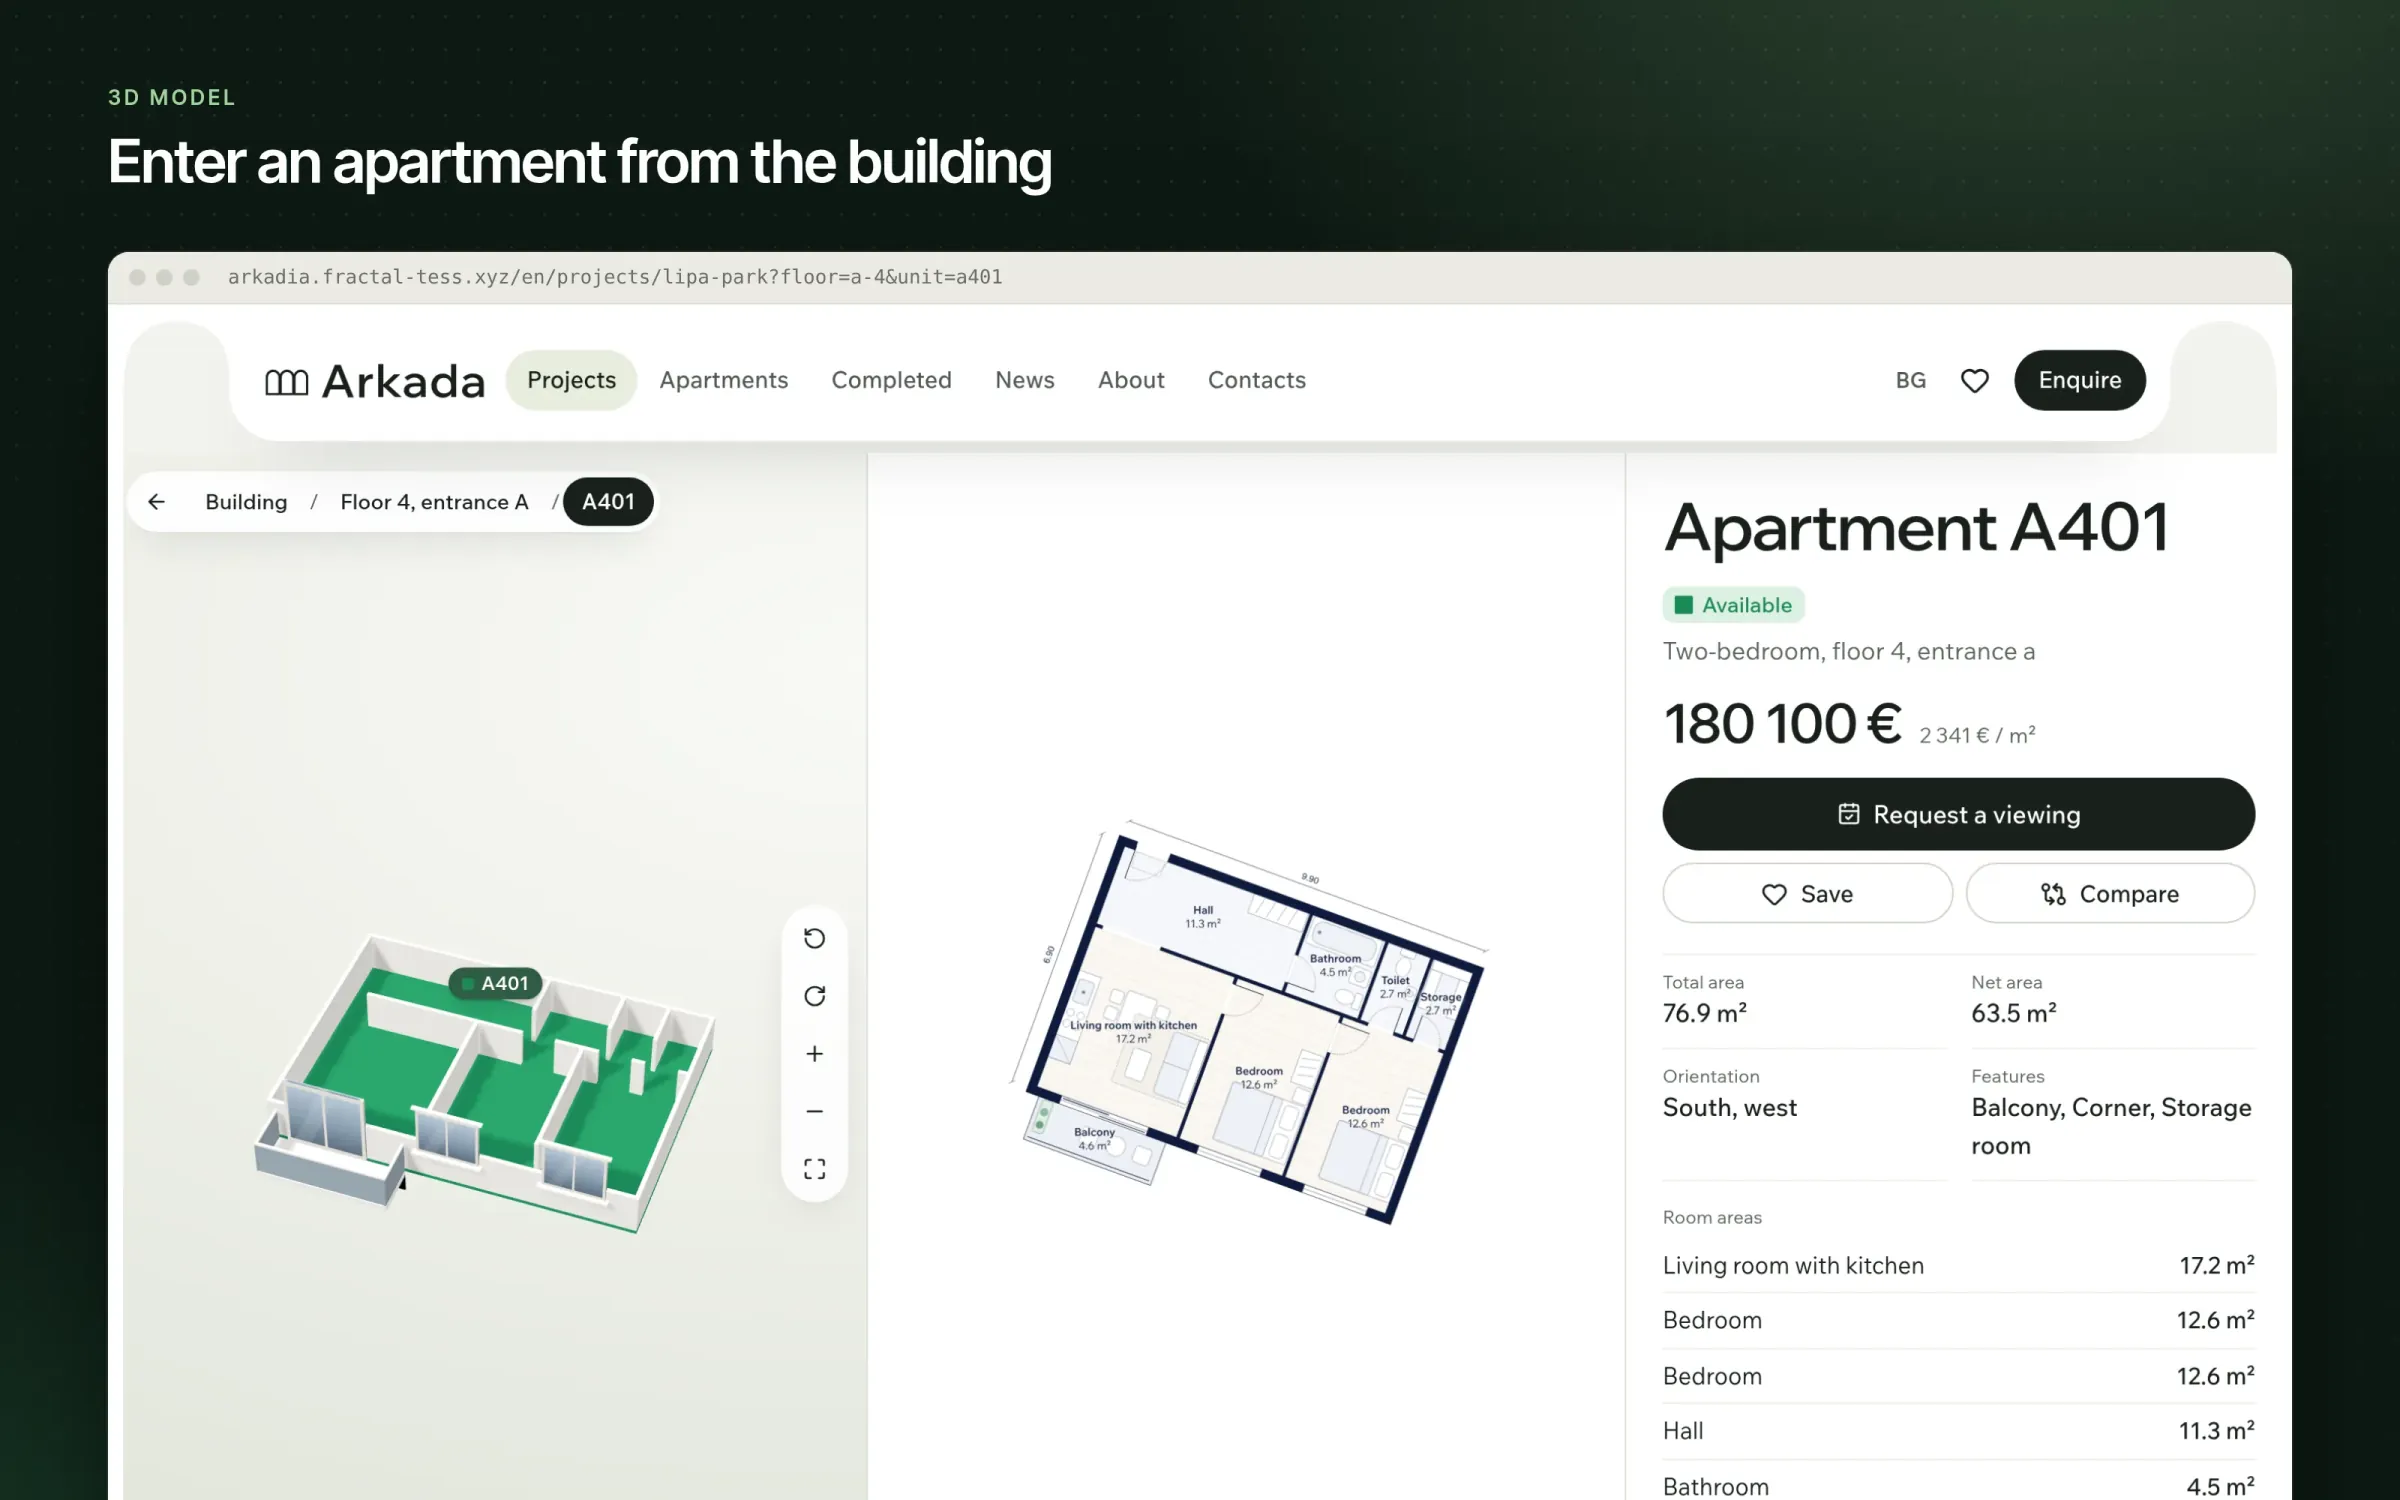 3D MODEL
Enter an apartment from the building
arkadia.fractal-tess.xyz/en/projects/lipa-park?floor=a-4&unit=a401
Arkada
Projects
Apartments
Completed
News
About
Contacts
BG
Enquire
Building / Floor 4, entrance A / A401
A401
9.90
6.90
Hall
11.3 m²
Bathroom
4.5 m²
Toilet
2.7 m²
Storage
2.7 m²
Living room with kitchen
17.2 m²
Bedroom
12.6 m²
Bedroom
12.6 m²
Balcony
4.6 m²
Apartment A401
Available
Two-bedroom, floor 4, entrance a
180 100 € 2 341 € / m²
Request a viewing
Save
Compare
Total area
76.9 m²
Net area
63.5 m²
Orientation
South, west
Features
Balcony, Corner, Storage
room
Room areas
Living room with kitchen 17.2 m²
Bedroom 12.6 m²
Bedroom 12.6 m²
Hall 11.3 m²
Bathroom 4.5 m²